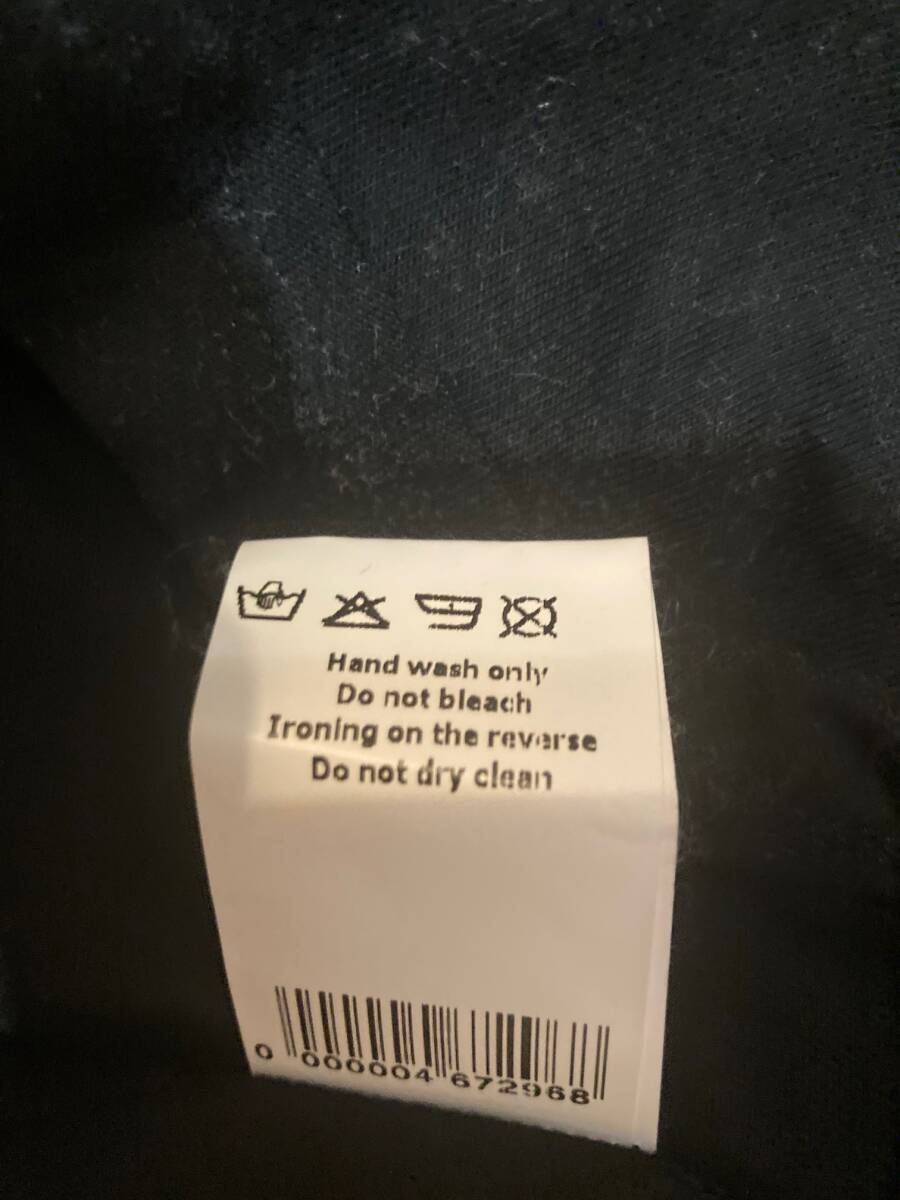 Hand wash only
Do not bleach
Ironing on the reverse
Do not dry clean
0 000004 672968